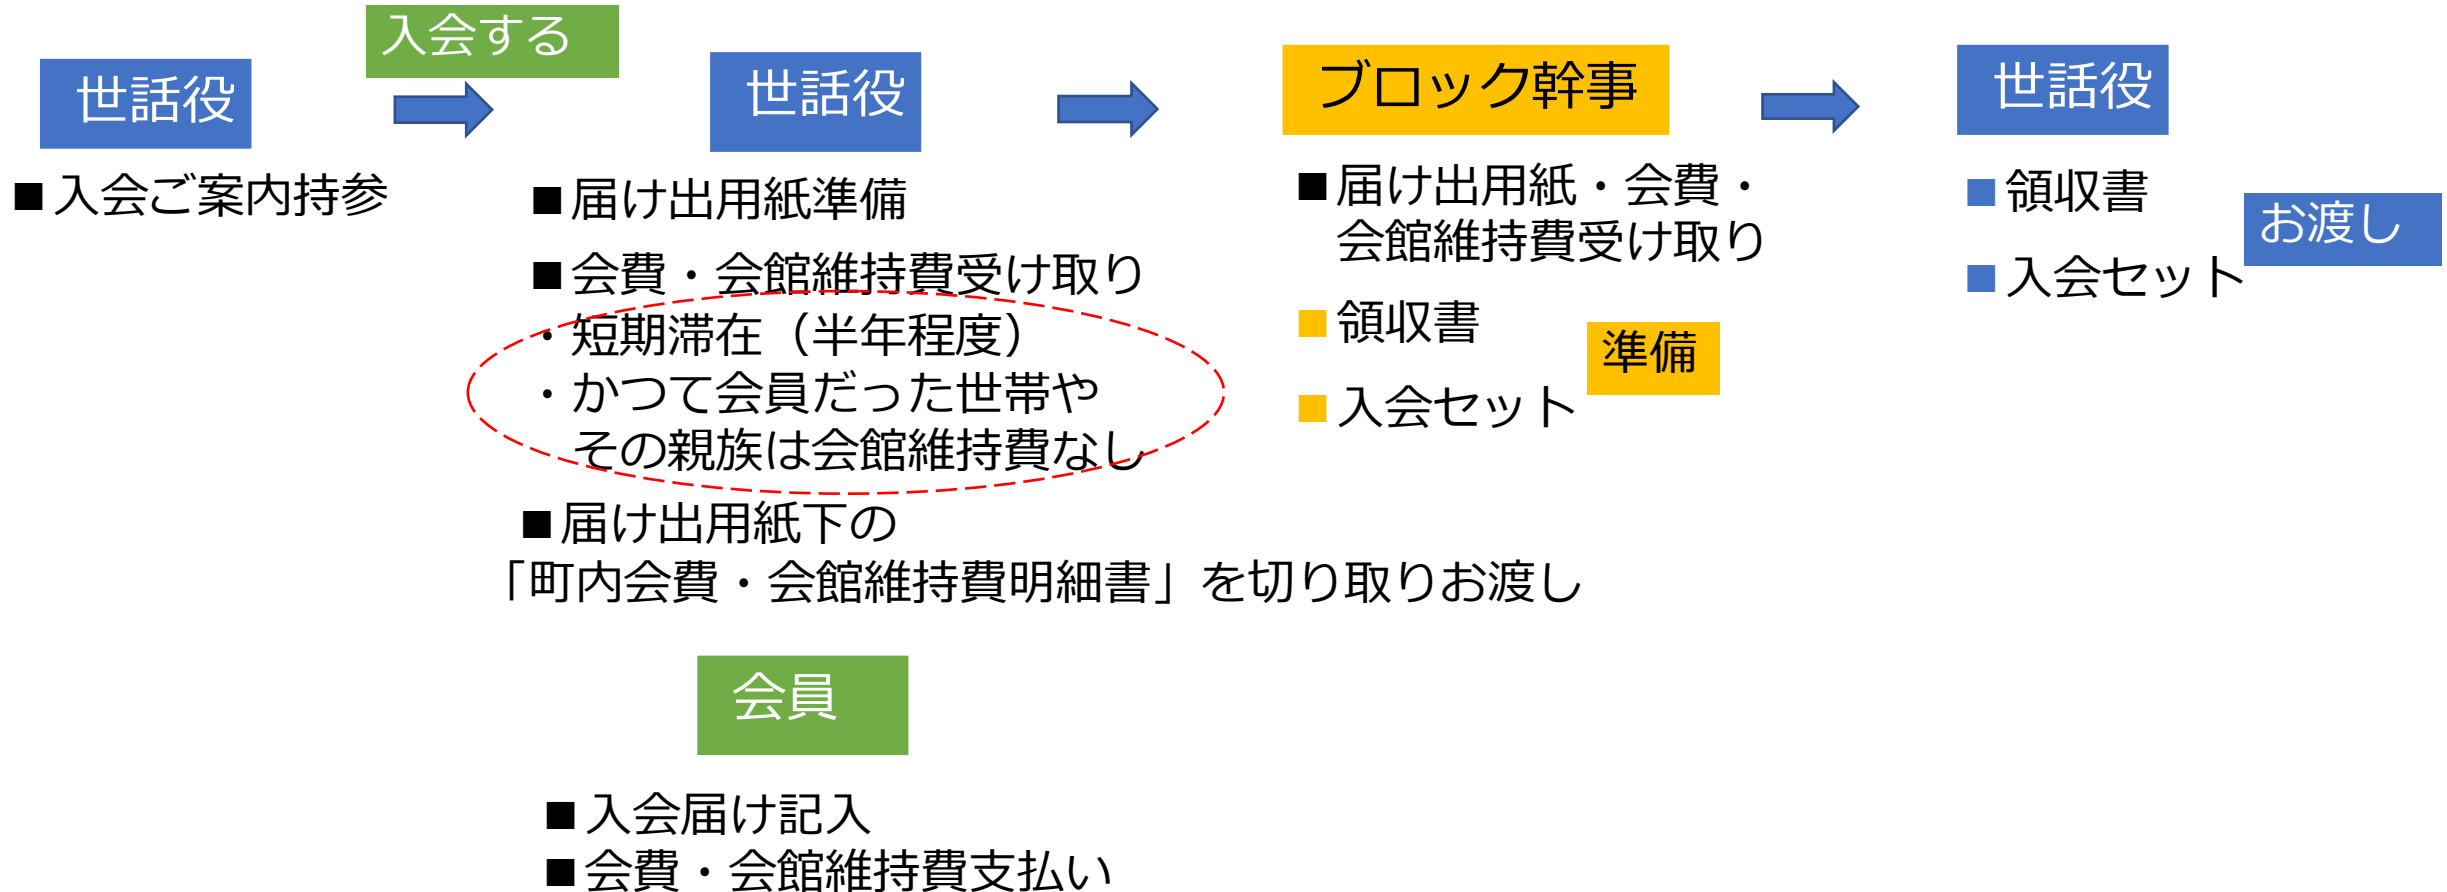 入会する
世話役
■入会ご案内持参
世話役
■届け出用紙準備
■会費・会館維持費受け取り
・短期滞在（半年程度）
・かつて会員だった世帯や
その親族は会館維持費なし
■届け出用紙下の
「町内会費・会館維持費明細書」を切り取りお渡し
会員
■入会届け記入
■会費・会館維持費支払い
ブロック幹事
■届け出用紙・会費・
会館維持費受け取り
■領収書
■入会セット
準備
世話役
■領収書
■入会セット
お渡し